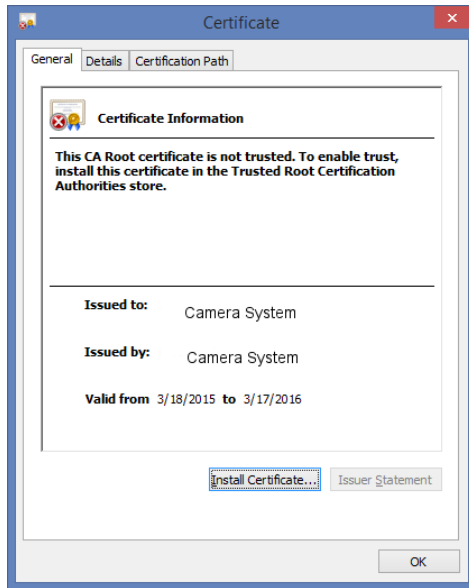 Certificate
General Details Certification Path
Certificate Information
This CA Root certificate is not trusted. To enable trust,
install this certificate in the Trusted Root Certification
Authorities store.
Issued to: Camera System
Issued by: Camera System
Valid from 3/18/2015 to 3/17/2016
Install Certificate... Issuer Statement
OK